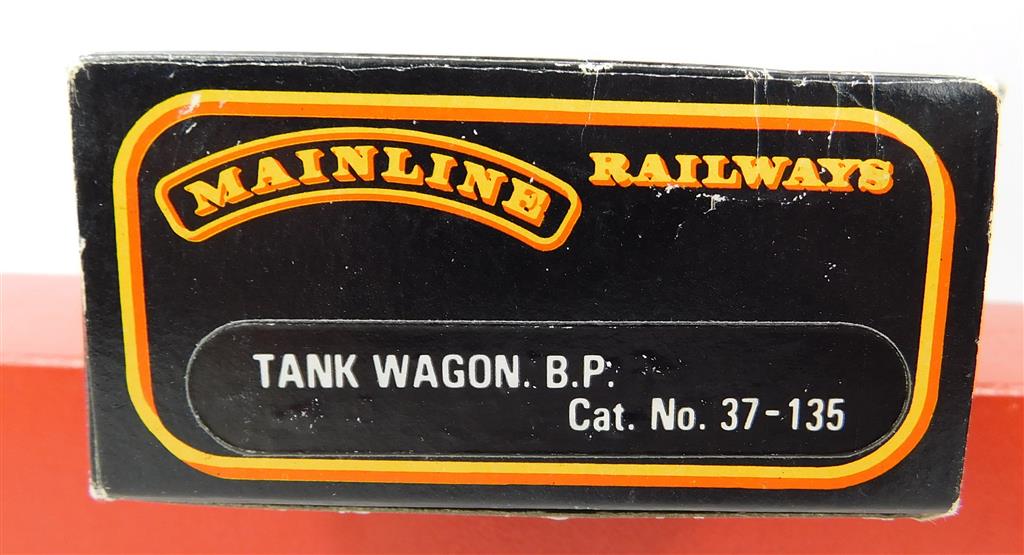 MAINLINE RAILWAYS
TANK WAGON. B.P.
Cat. No. 37-135